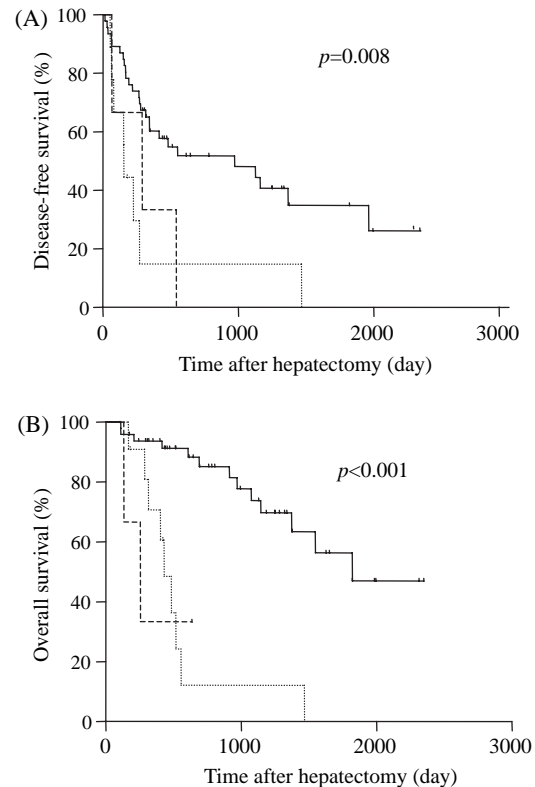 (A)
100
80
60
40
20
0
Disease-free survival (%)
p=0.008
0 1000 2000 3000
Time after hepatectomy (day)
(B)
100
80
60
40
20
0
Overall survival (%)
p<0.001
0 1000 2000 3000
Time after hepatectomy (day)